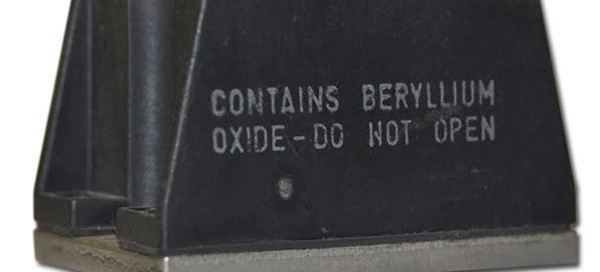 CONTAINS BERYLLIUM
OXIDE-DO NOT OPEN